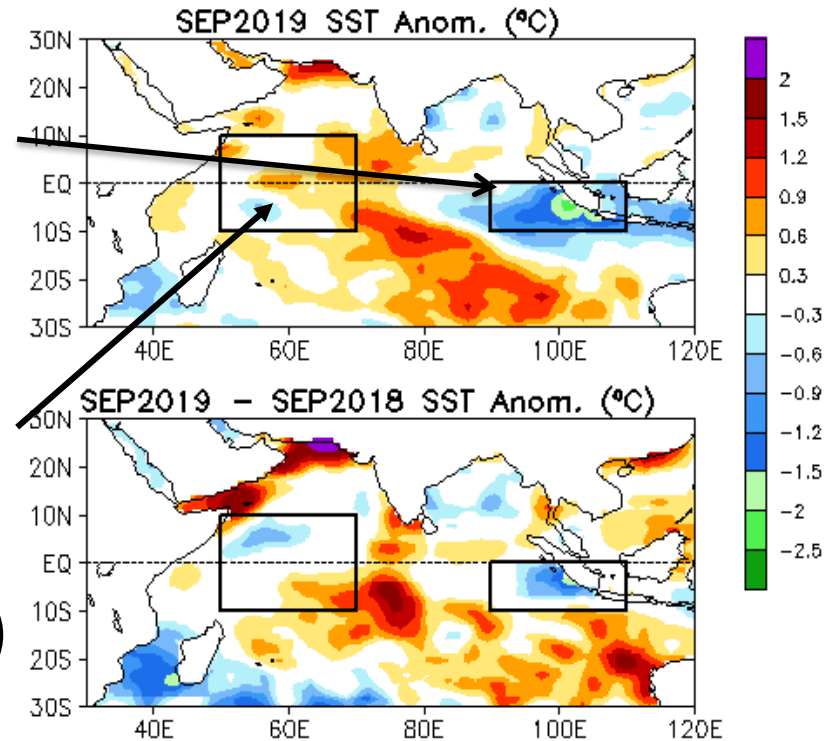 SEP2019 SST Anom. (°C)
30N
20N
10N
EQ
10S
20S
30S
40E 60E 80E 100E 120E
SEP2019 – SEP2018 SST Anom. (°C)
30N
20N
10N
EQ
10S
20S
30S
40E 60E 80E 100E 120E
)
2
1.5
1.2
0.9
0.6
0.3
-0.3
-0.6
-0.9
-1.2
-1.5
-2
-2.5